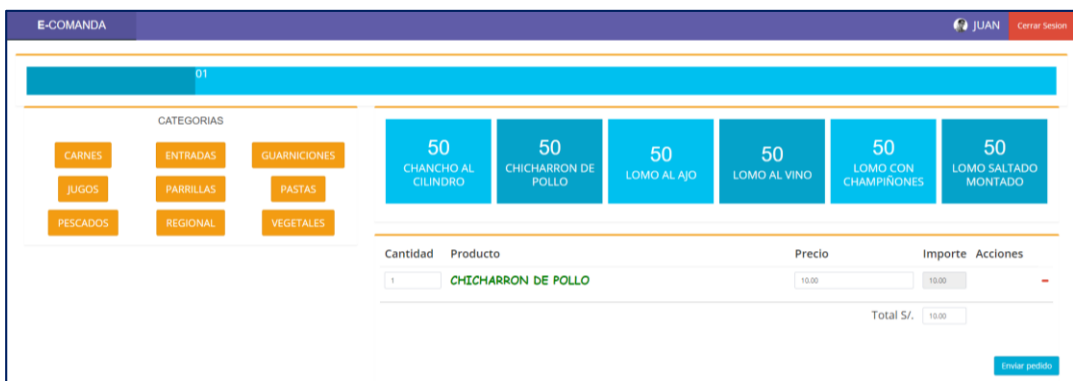 E-COMANDA
JUAN
Cerrar Sesion
01
CATEGORIAS
CARNES
ENTRADAS
GUARNICIONES
JUGOS
PARRILLAS
PASTAS
PESCADOS
REGIONAL
VEGETALES
50
CHANCHO AL
CILINDRO
50
CHICHARRON DE
POLLO
50
LOMO AL AJO
50
LOMO AL VINO
50
LOMO CON
CHAMPIÑONES
50
LOMO SALTADO
MONTADO
Cantidad Producto Precio Importe Acciones
1 CHICHARRON DE POLLO 10.00 10.00 -
Total S/. 10.00
Enviar pedido